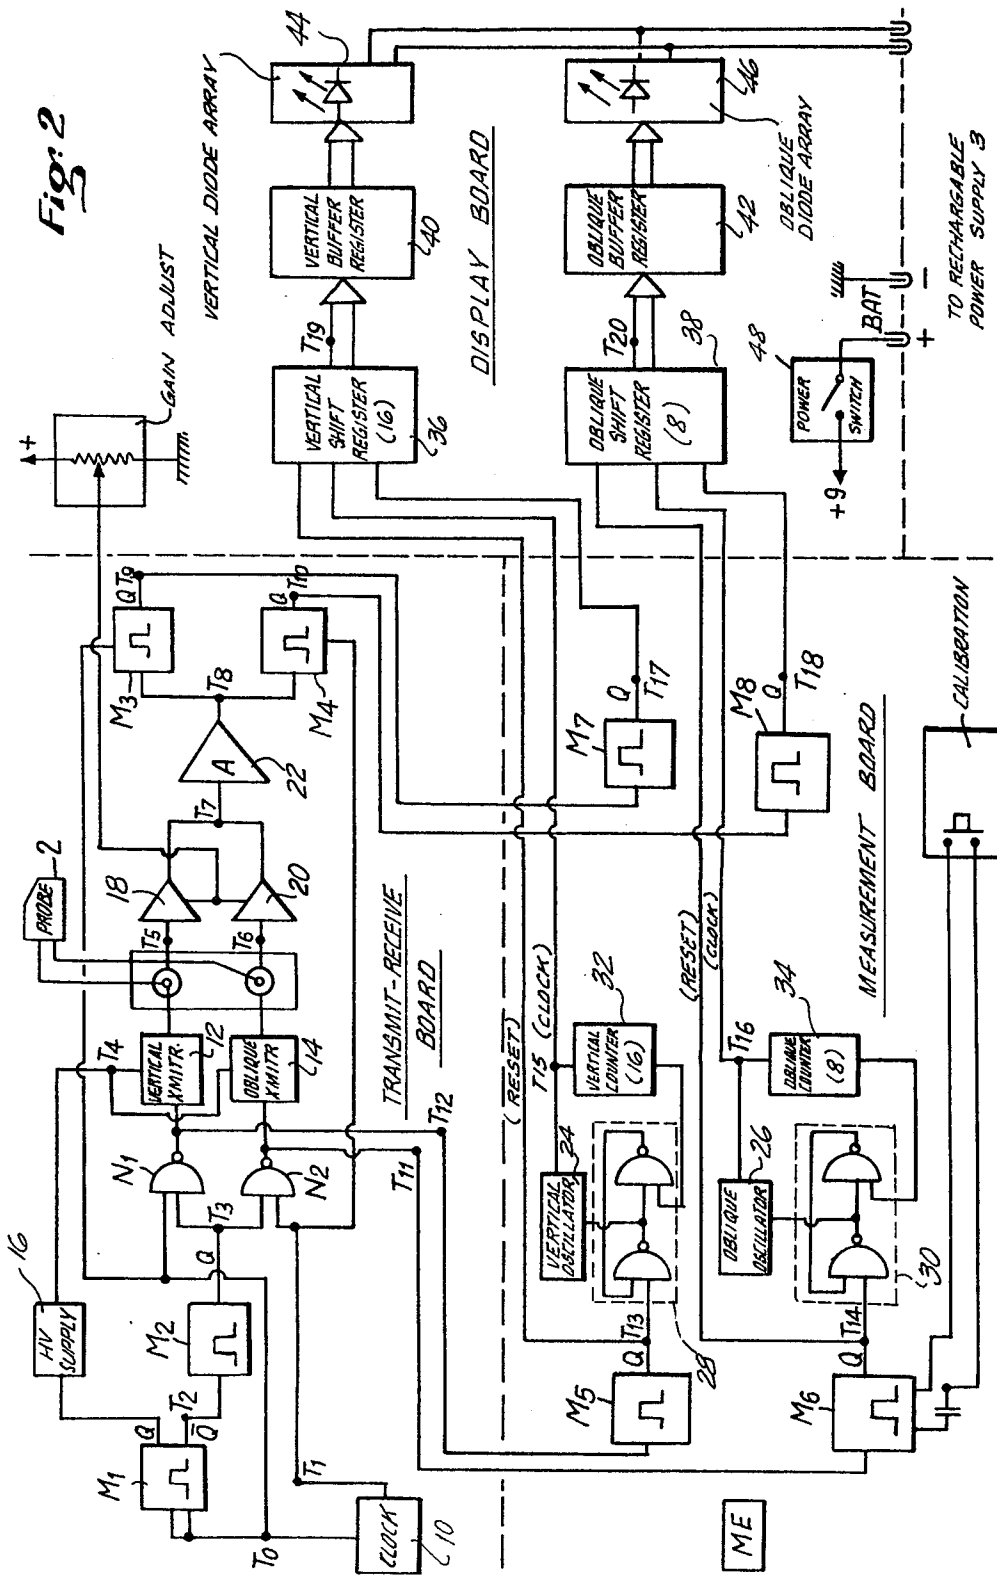 Fig: 2
GAIN ADJUST
+
VERTICAL DIODE ARRAY
44
HV
SUPPLY
16
PROBE
2
M1
Q
Q̄
T2
M2
Q
T3
N1
N2
T4
VERTICAL
XMITR.
12
OBLIQUE
XMITR
14
T5
T6
18
20
T7
A
22
T8
M3
Q
T9
M4
Q
T10
T0
T1
CLOCK
10
T11
T12
TRANSMIT-RECEIVE
BOARD
VERTICAL
SHIFT
REGISTER
(16)
36
T19
VERTICAL
BUFFER
REGISTER
40
DISPLAY BOARD
OBLIQUE
SHIFT
REGISTER
(8)
38
T20
OBLIQUE
BUFFER
REGISTER
42
46
OBLIQUE
DIODE ARRAY
(RESET)
T15 (CLOCK)
M5
Q
T13
28
VERTICAL
OSCILLATOR
24
VERTICAL
COUNTER
(16)
32
M7
Q
T17
(RESET)
(CLOCK)
M6
Q
T14
30
OBLIQUE
OSCILLATOR
26
T16
OBLIQUE
COUNTER
(8)
34
M8
Q
T18
MEASUREMENT BOARD
CALIBRATION
+9
POWER
SWITCH
48
BAT
+
-
TO RECHARGABLE
POWER SUPPLY 3
ME